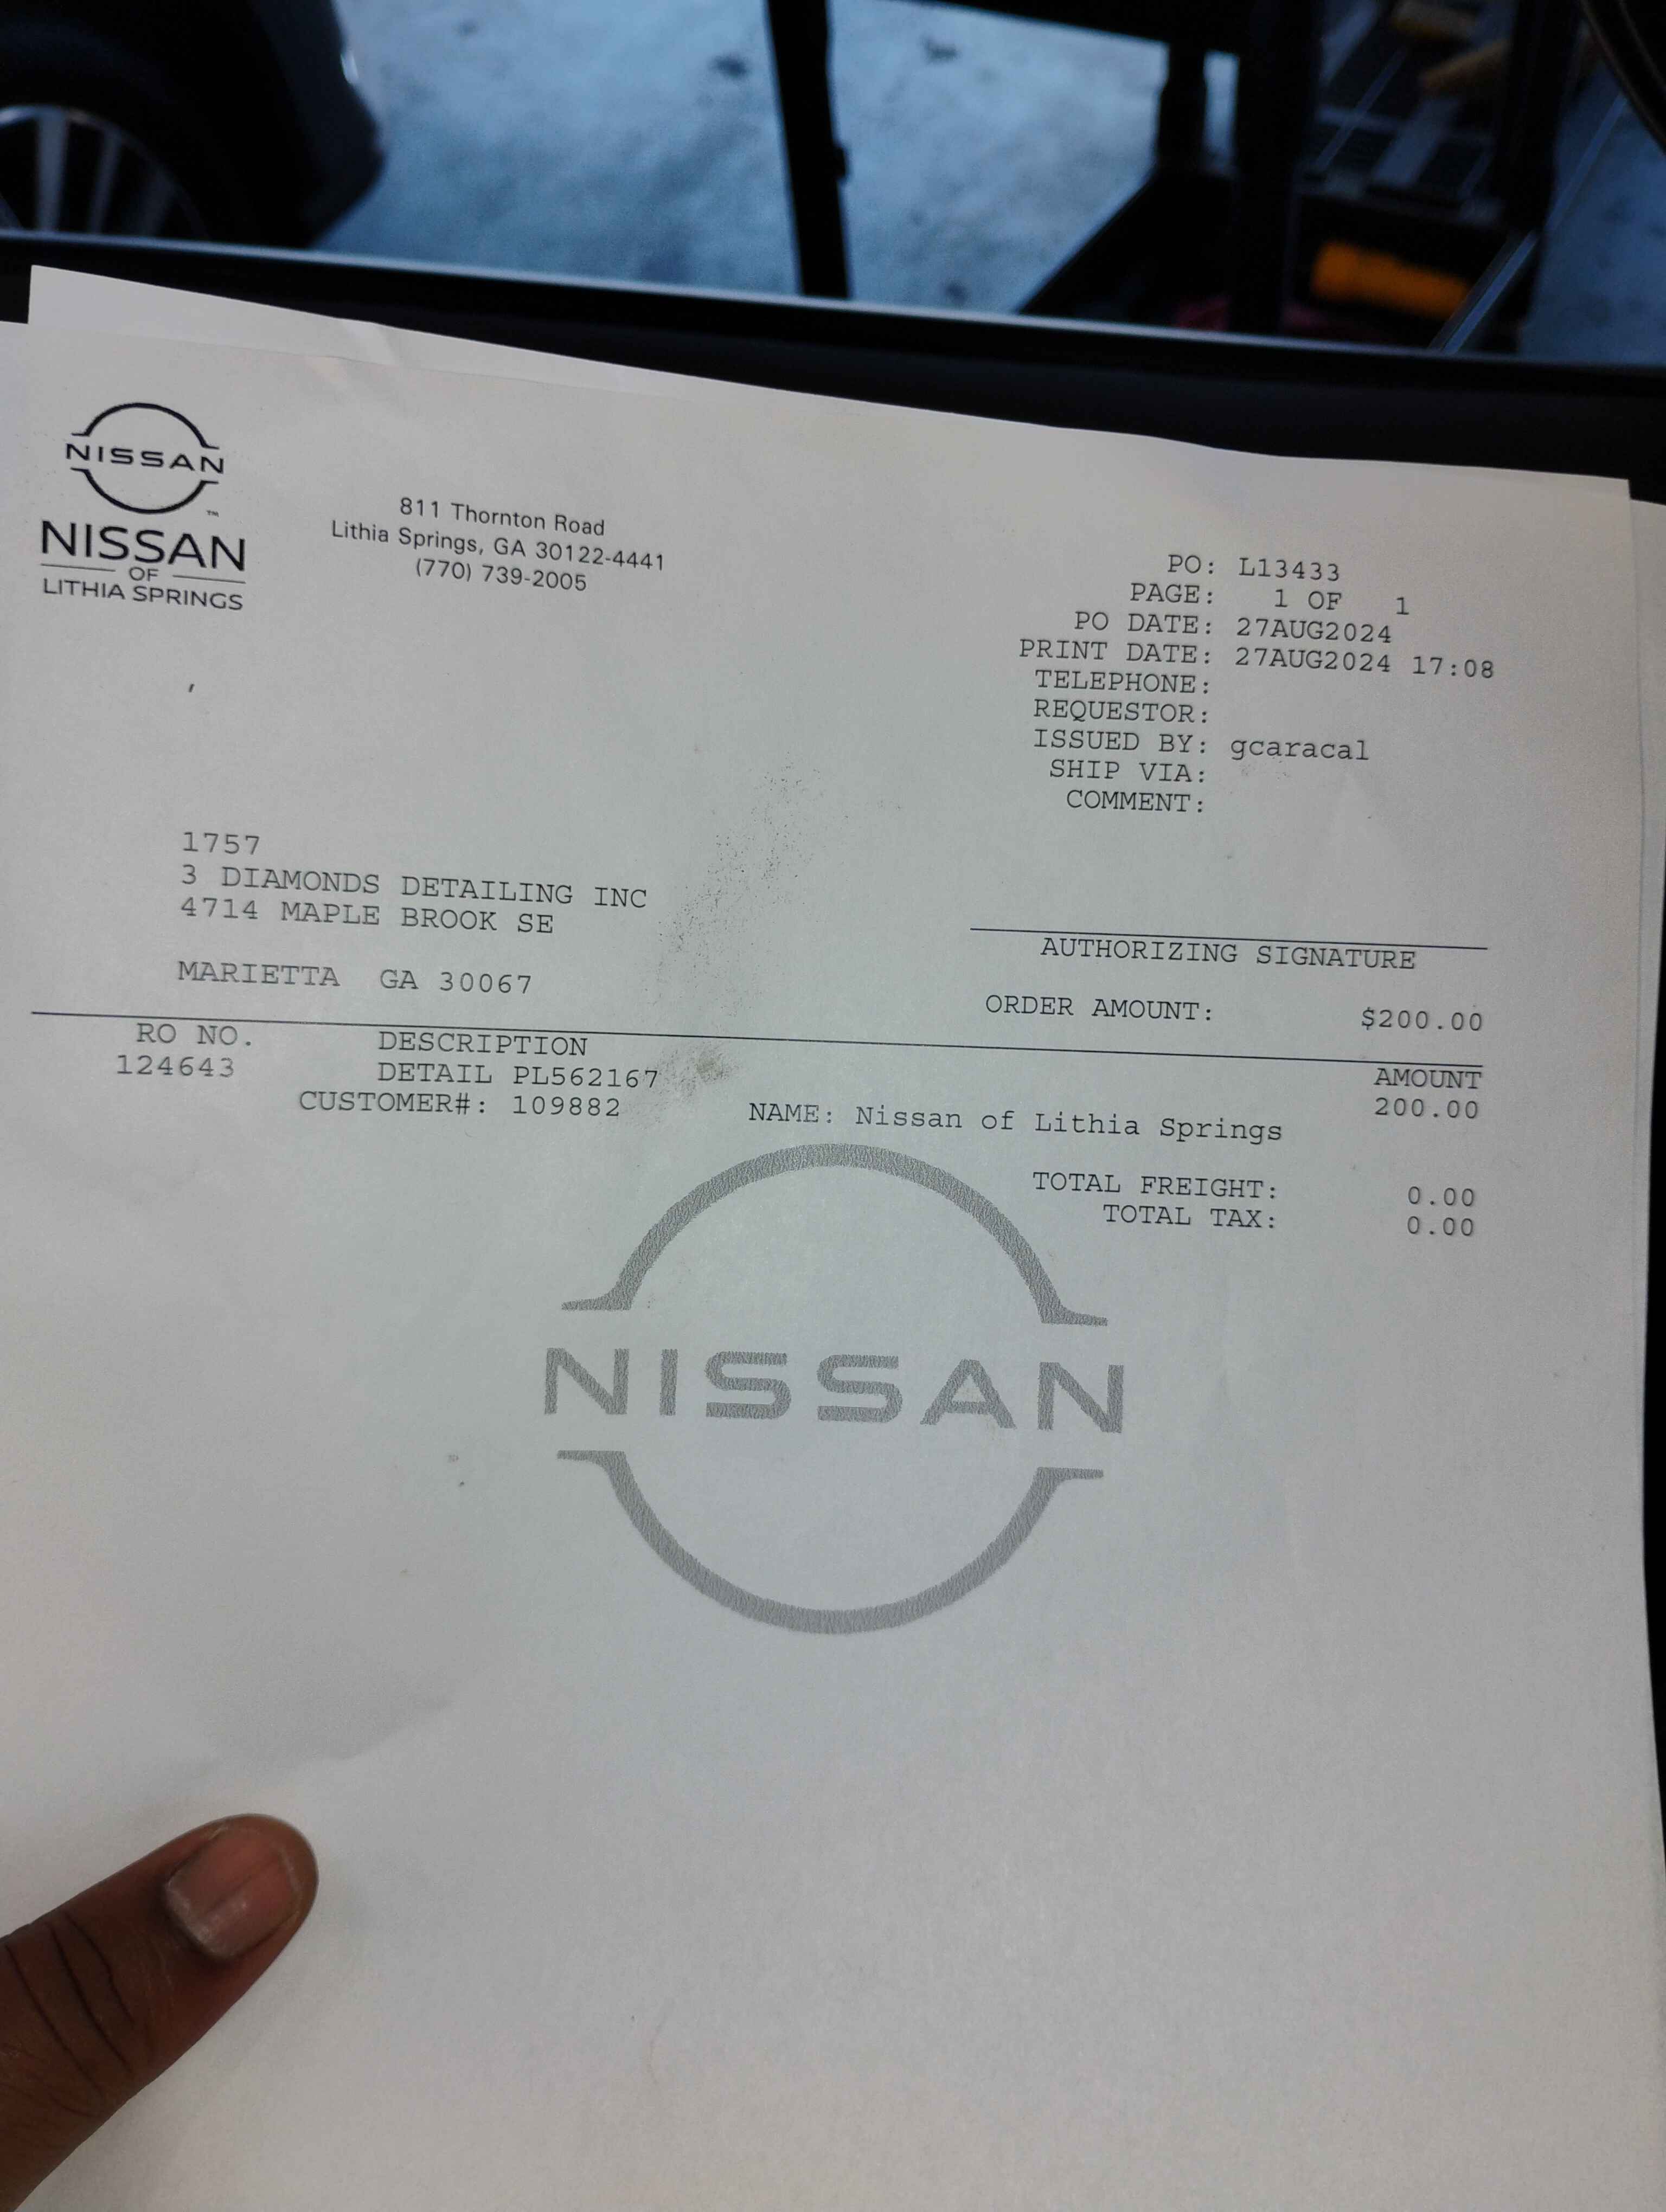 NISSAN
TM
NISSAN
OF
LITHIA SPRINGS
811 Thornton Road
Lithia Springs, GA 30122-4441
(770) 739-2005
PO: L13433
PAGE: 1 OF 1
PO DATE: 27AUG2024
PRINT DATE: 27AUG2024 17:08
TELEPHONE:
REQUESTOR:
ISSUED BY: gcaracal
SHIP VIA:
COMMENT:
1757
3 DIAMONDS DETAILING INC
4714 MAPLE BROOK SE
MARIETTA GA 30067
AUTHORIZING SIGNATURE
ORDER AMOUNT: $200.00
RO NO. DESCRIPTION AMOUNT
124643 DETAIL PL562167 200.00
CUSTOMER#: 109882 NAME: Nissan of Lithia Springs
TOTAL FREIGHT: 0.00
TOTAL TAX: 0.00
NISSAN